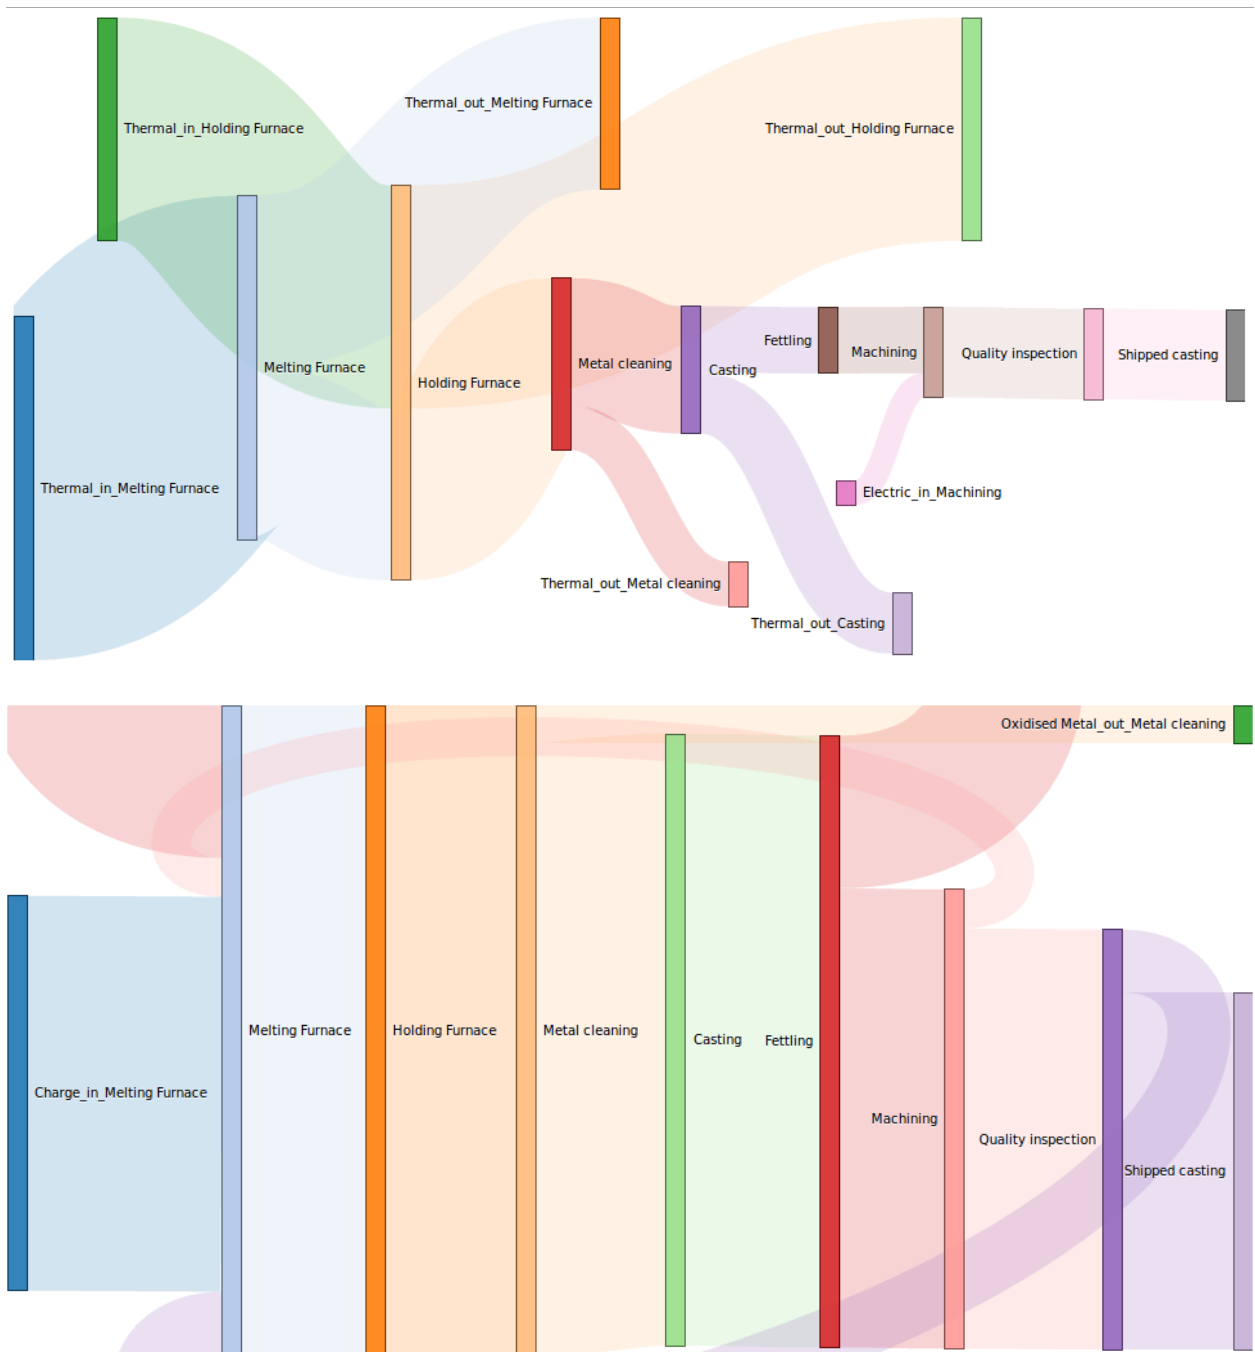 Thermal_out_Melting Furnace
Thermal_in_Holding Furnace
Thermal_out_Holding Furnace
Fettling
Machining
Quality inspection
Shipped casting
Melting Furnace
Holding Furnace
Metal cleaning
Casting
Thermal_in_Melting Furnace
Electric_in_Machining
Thermal_out_Metal cleaning
Thermal_out_Casting
Oxidised Metal_out_Metal cleaning
Melting Furnace
Holding Furnace
Metal cleaning
Casting
Fettling
Charge_in_Melting Furnace
Machining
Quality inspection
Shipped casting